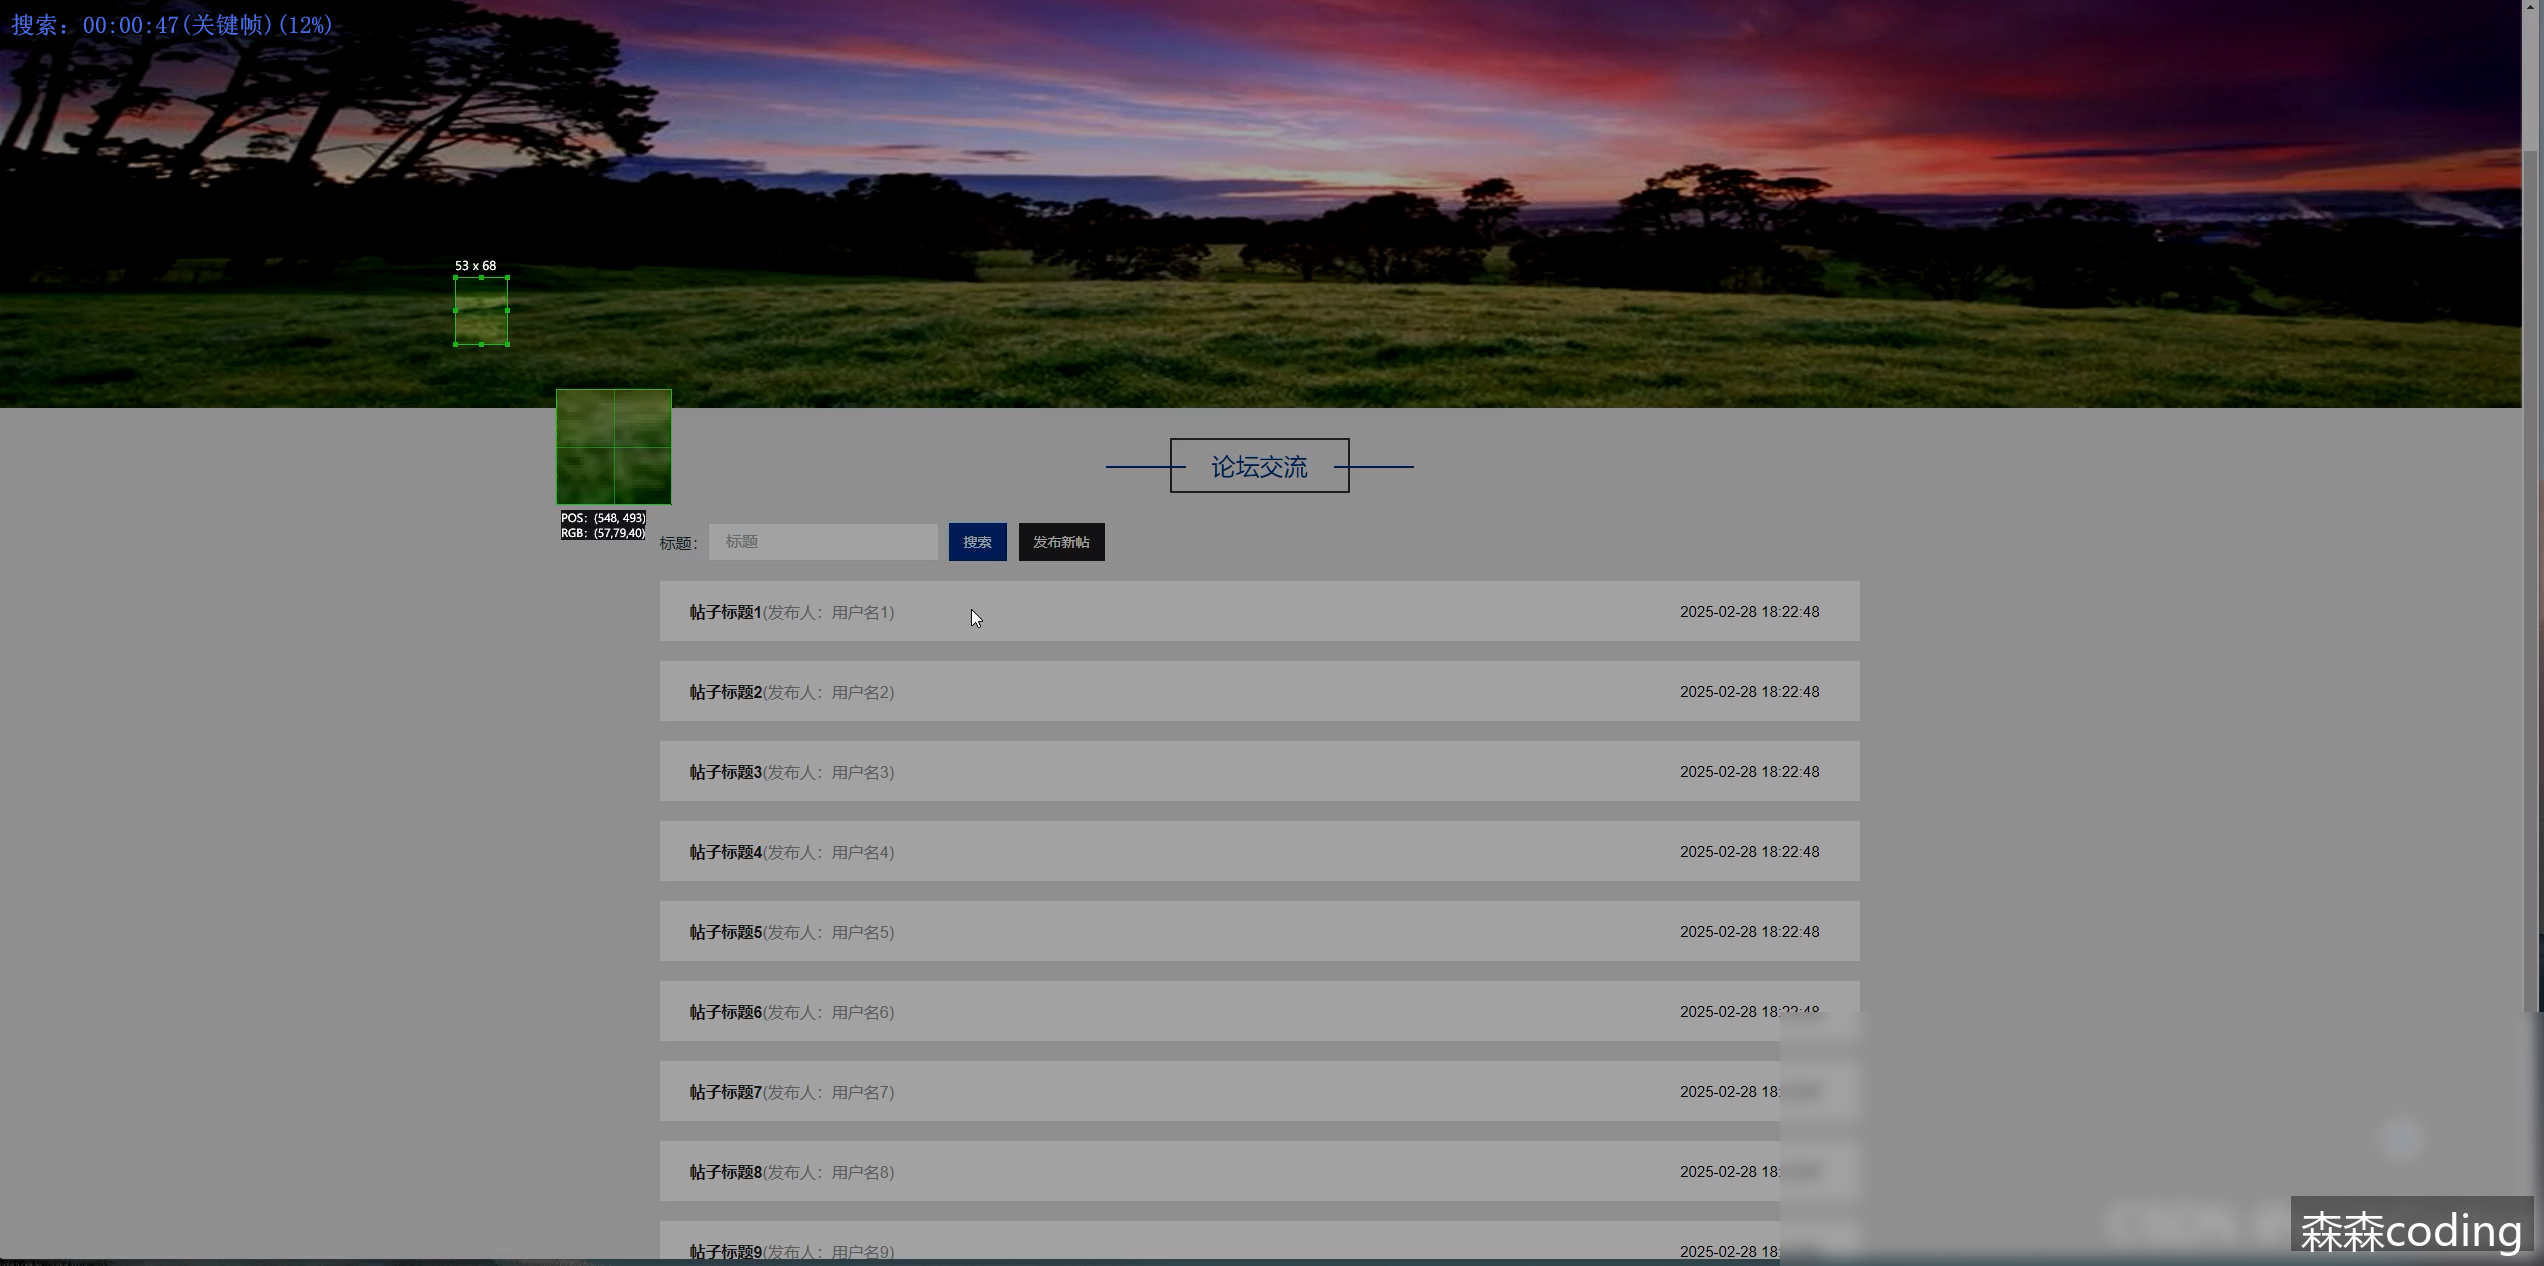 搜索：00:00:47(关键帧)(12%)
53 x 68
论坛交流
POS: (548, 493)
RGB: (57,79,40)
标题： 标题 搜索 发布新帖
帖子标题1(发布人：用户名1) 2025-02-28 18:22:48
帖子标题2(发布人：用户名2) 2025-02-28 18:22:48
帖子标题3(发布人：用户名3) 2025-02-28 18:22:48
帖子标题4(发布人：用户名4) 2025-02-28 18:22:48
帖子标题5(发布人：用户名5) 2025-02-28 18:22:48
帖子标题6(发布人：用户名6) 2025-02-28 18:22:48
帖子标题7(发布人：用户名7) 2025-02-28 18:
帖子标题8(发布人：用户名8) 2025-02-28 18:
帖子标题9(发布人：用户名9) 2025-02-28 18:
森森coding